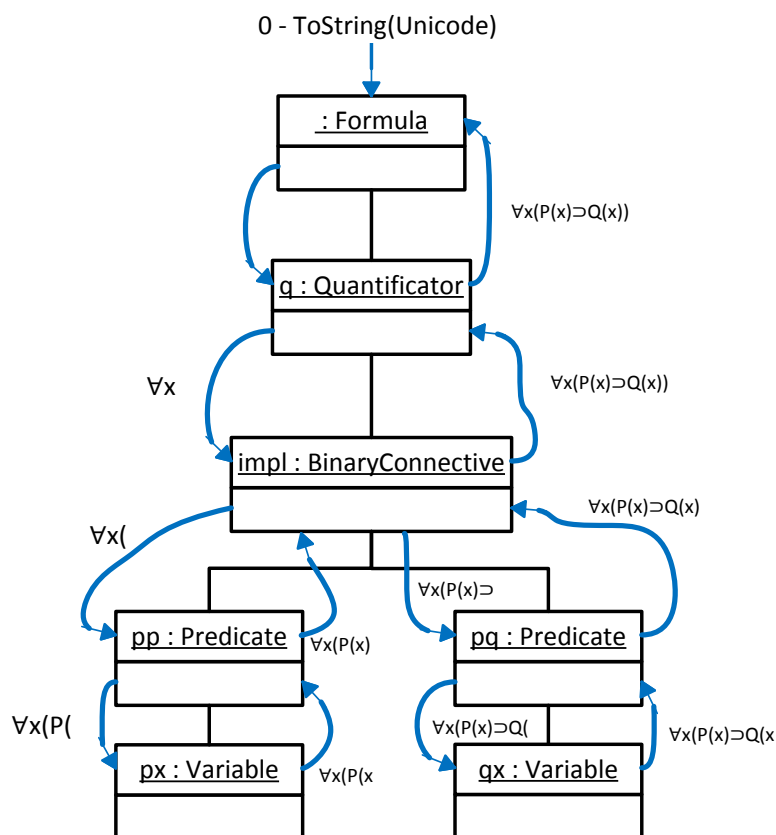 0 - ToString(Unicode)
: Formula
∀x(P(x)⊃Q(x))
q : Quantificator
∀x
∀x(P(x)⊃Q(x))
impl : BinaryConnective
∀x(
∀x(P(x)⊃Q(x)
∀x(P(x)⊃
pp : Predicate
∀x(P(x)
pq : Predicate
∀x(P(
∀x(P(x)⊃Q(
∀x(P(x)⊃Q(x
px : Variable
∀x(P(x
qx : Variable